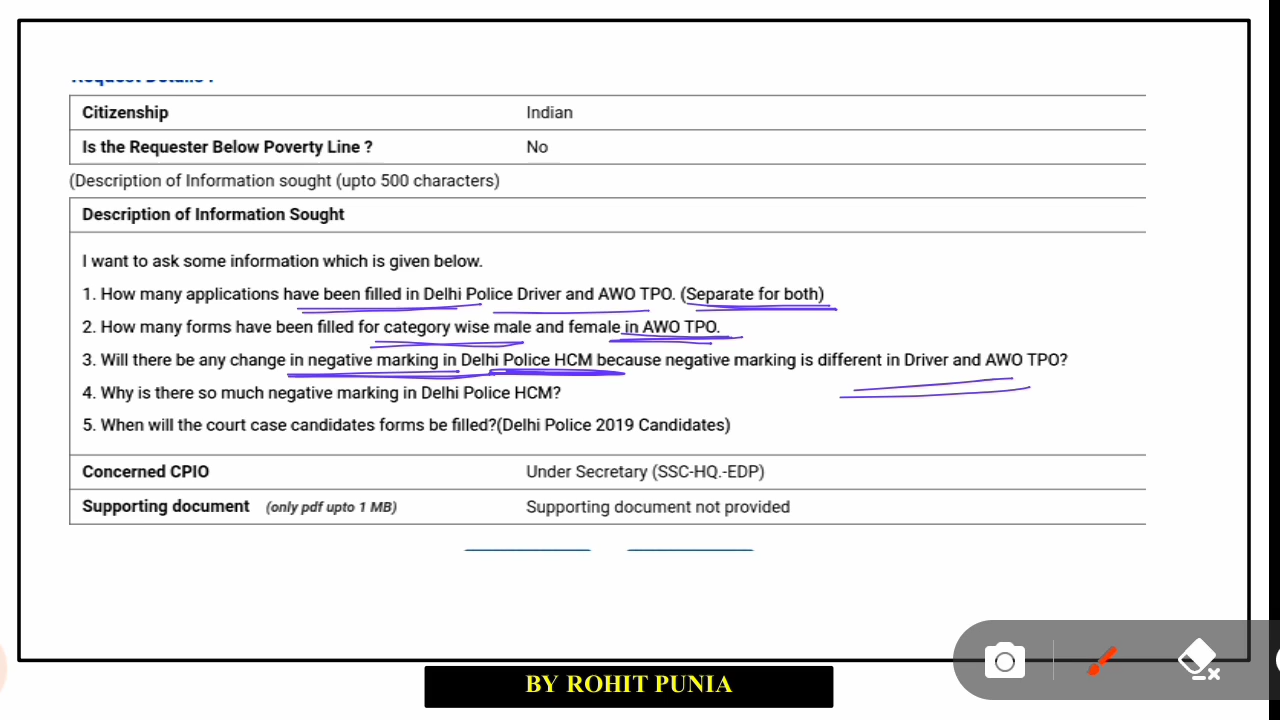 Request Details :
Citizenship Indian
Is the Requester Below Poverty Line ? No
(Description of Information sought (upto 500 characters)
Description of Information Sought
I want to ask some information which is given below.
1. How many applications have been filled in Delhi Police Driver and AWO TPO. (Separate for both)
2. How many forms have been filled for category wise male and female in AWO TPO.
3. Will there be any change in negative marking in Delhi Police HCM because negative marking is different in Driver and AWO TPO?
4. Why is there so much negative marking in Delhi Police HCM?
5. When will the court case candidates forms be filled?(Delhi Police 2019 Candidates)
Concerned CPIO Under Secretary (SSC-HQ.-EDP)
Supporting document (only pdf upto 1 MB) Supporting document not provided
BY ROHIT PUNIA